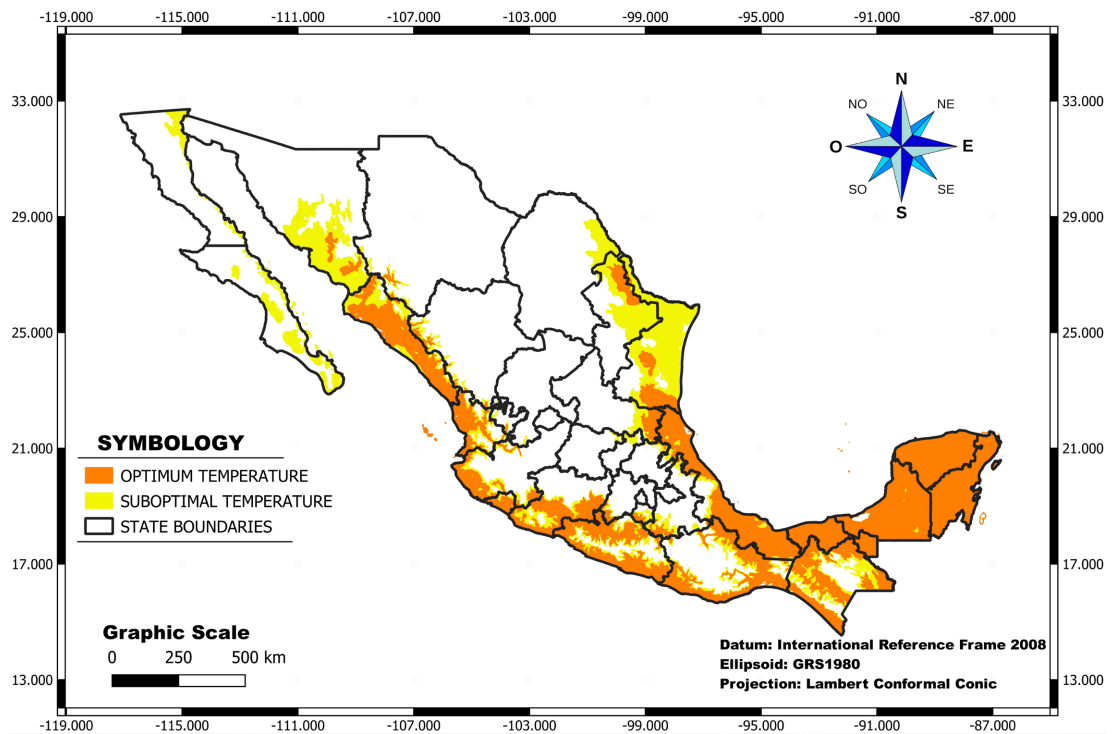 -119.000 -115.000 -111.000 -107.000 -103.000 -99.000 -95.000 -91.000 -87.000
33.000 33.000
N
NO NE
O E
SO SE
S
29.000 29.000
25.000 25.000
SYMBOLOGY
21.000 21.000
OPTIMUM TEMPERATURE
SUBOPTIMAL TEMPERATURE
STATE BOUNDARIES
17.000 17.000
Graphic Scale
0 250 500 km
Datum: International Reference Frame 2008
Ellipsoid: GRS1980
Projection: Lambert Conformal Conic
13.000 13.000
-119.000 -115.000 -111.000 -107.000 -103.000 -99.000 -95.000 -91.000 -87.000